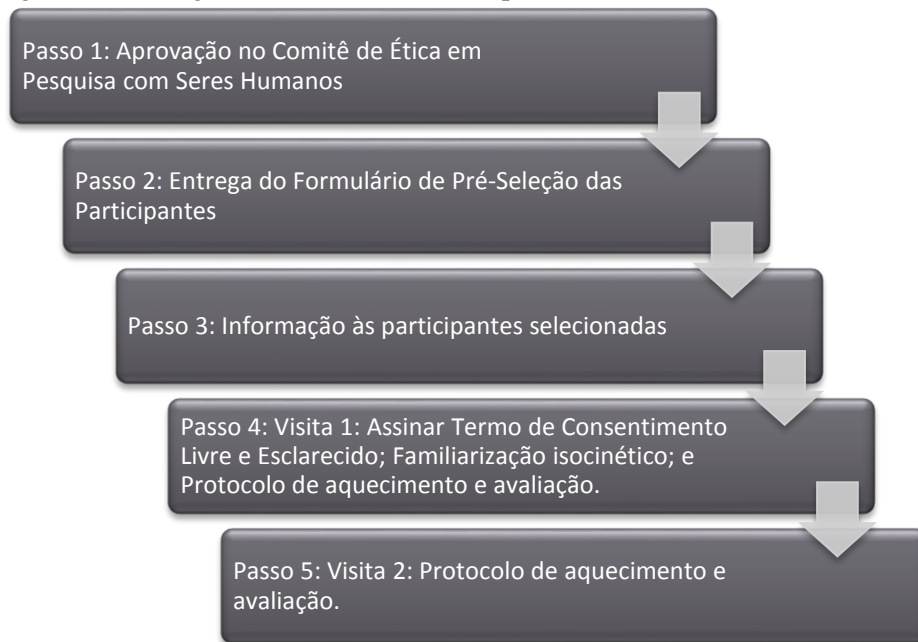 Passo 1: Aprovação no Comitê de Ética em
Pesquisa com Seres Humanos
Passo 2: Entrega do Formulário de Pré-Seleção das
Participantes
Passo 3: Informação às participantes selecionadas
Passo 4: Visita 1: Assinar Termo de Consentimento
Livre e Esclarecido; Familiarização isocinético; e
Protocolo de aquecimento e avaliação.
Passo 5: Visita 2: Protocolo de aquecimento e
avaliação.